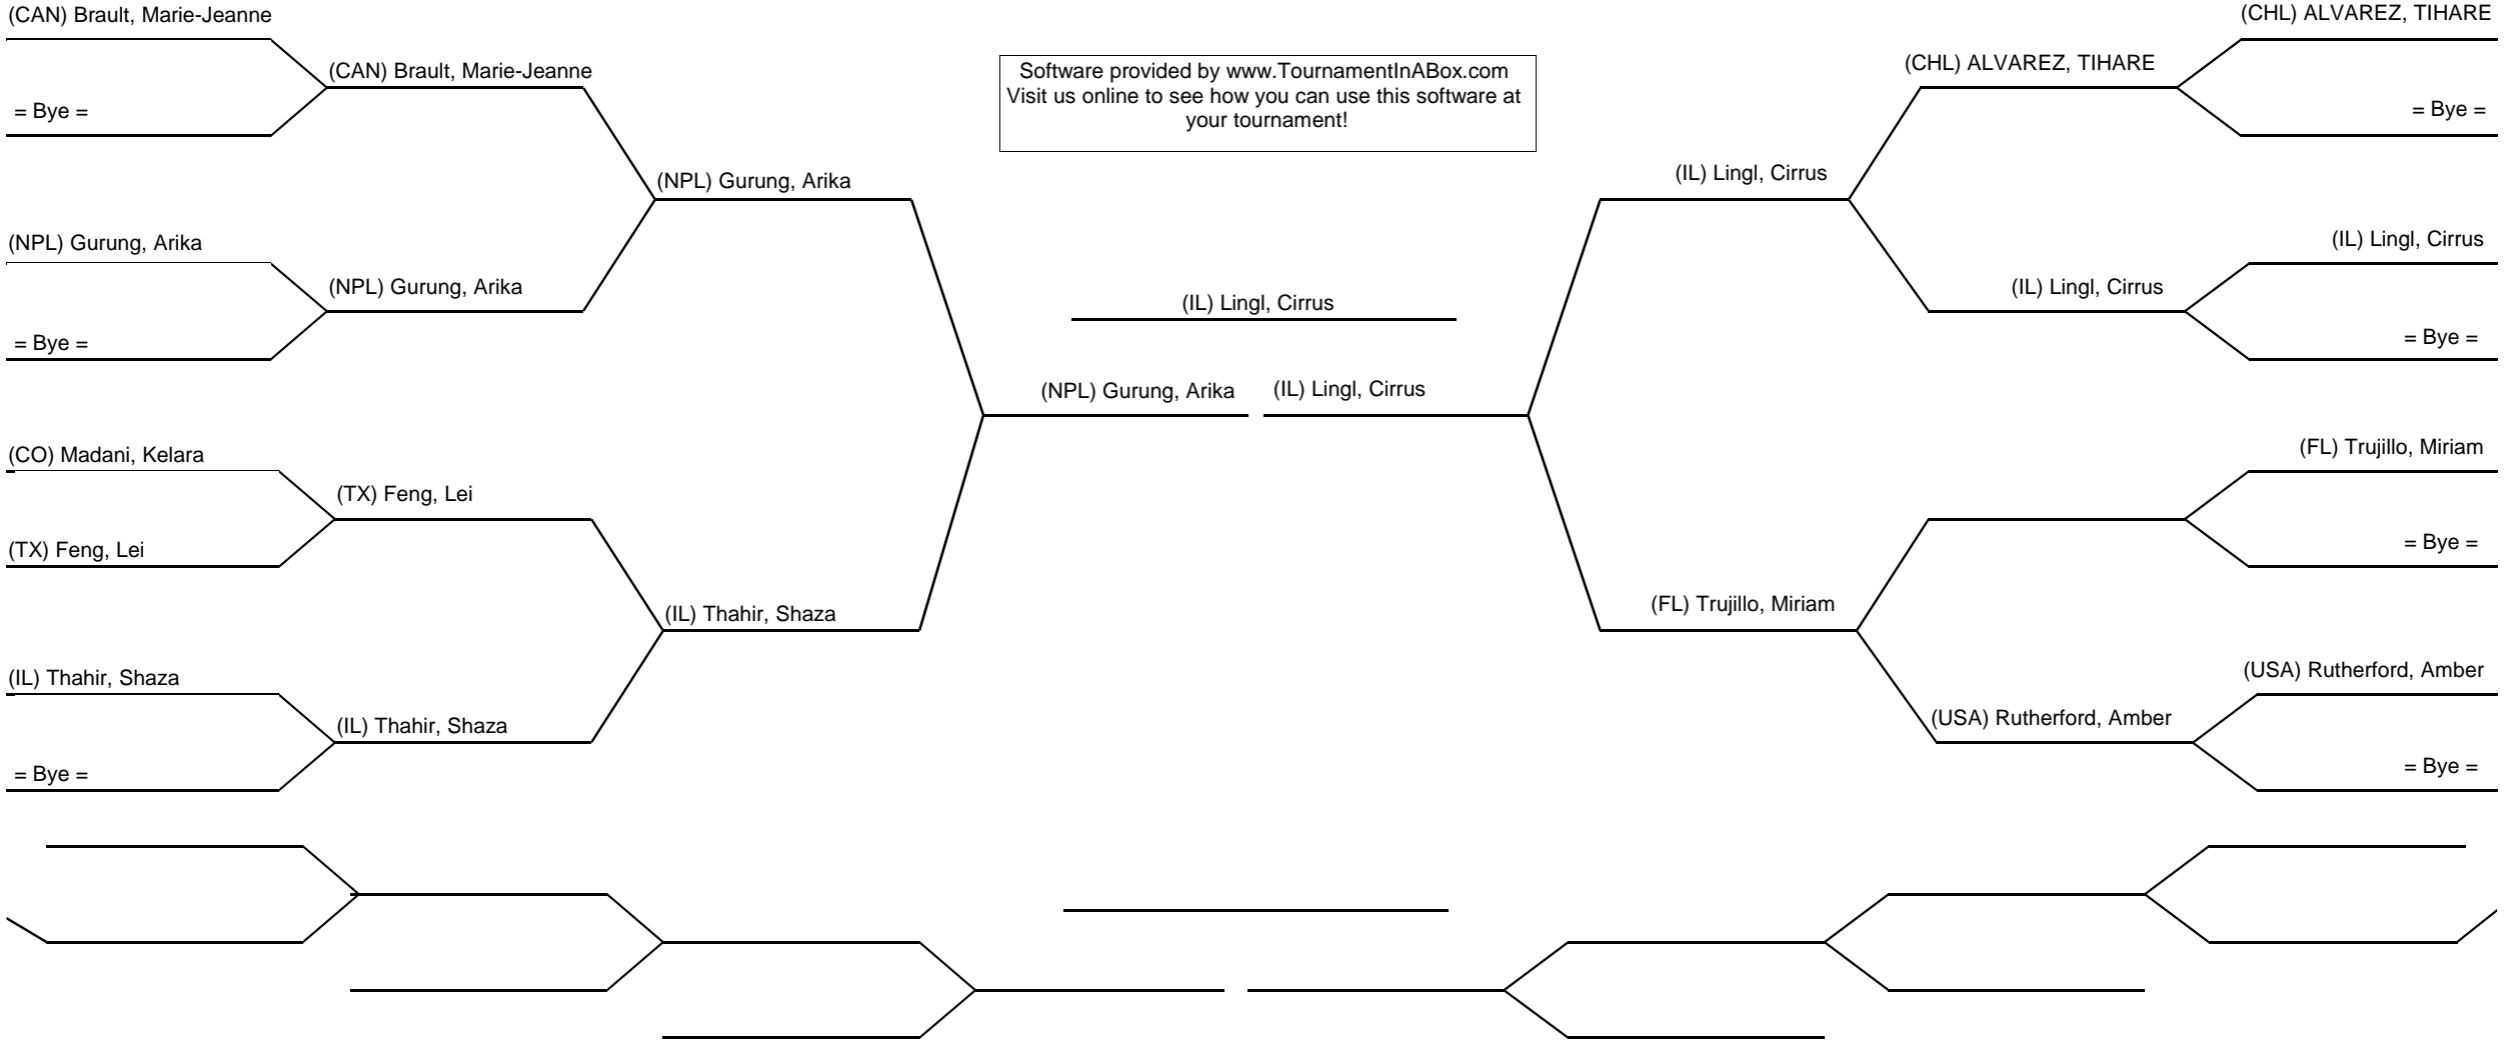 (CAN) Brault, Marie-Jeanne
(CHL) ALVAREZ, TIHARE
(CAN) Brault, Marie-Jeanne
Software provided by www.TournamentInABox.com
Visit us online to see how you can use this software at
your tournament!
(CHL) ALVAREZ, TIHARE
= Bye =
= Bye =
(NPL) Gurung, Arika
(IL) Lingl, Cirrus
(NPL) Gurung, Arika
(IL) Lingl, Cirrus
(NPL) Gurung, Arika
(IL) Lingl, Cirrus
(IL) Lingl, Cirrus
= Bye =
= Bye =
(NPL) Gurung, Arika
(IL) Lingl, Cirrus
(CO) Madani, Kelara
(FL) Trujillo, Miriam
(TX) Feng, Lei
(TX) Feng, Lei
= Bye =
(IL) Thahir, Shaza
(FL) Trujillo, Miriam
(IL) Thahir, Shaza
(USA) Rutherford, Amber
(IL) Thahir, Shaza
(USA) Rutherford, Amber
= Bye =
= Bye =